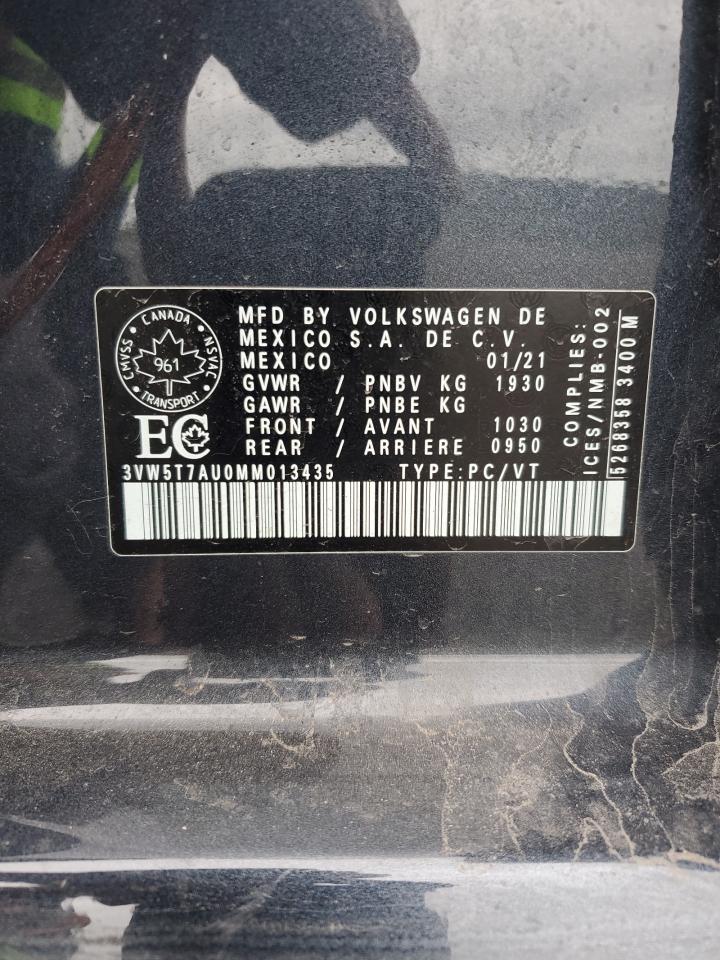 CANADA
CMVSS
NSVAC
961
TRANSPORT
EC
MFD BY VOLKSWAGEN DE
MEXICO S.A. DE C.V.
MEXICO 01/21
GVWR / PNBV KG 1930
GAWR / PNBE KG
FRONT / AVANT 1030
REAR / ARRIERE 0950
3VW5T7AU0MM013435 TYPE:PC/VT
COMPLIES:
ICES/NMB-002
5268358 3400 M